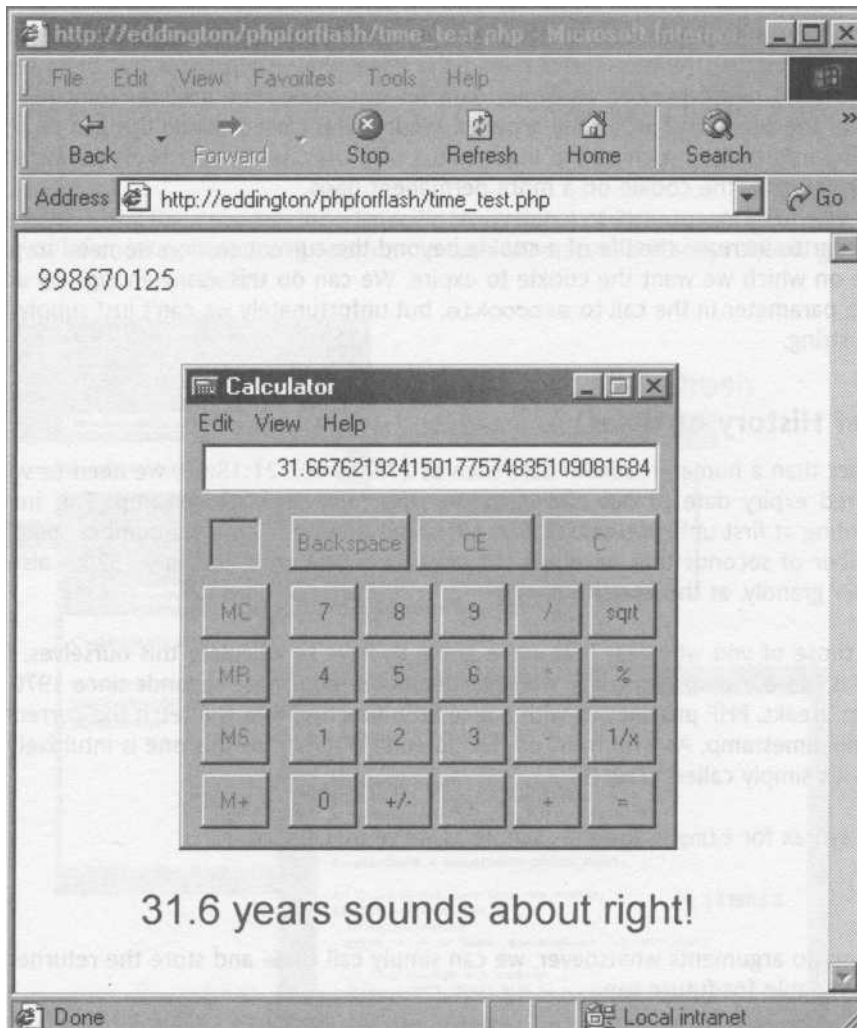 http://eddington/phpforflash/time_test.php - Microsoft Inter
File Edit View Favorites Tools Help
Back Forward Stop Refresh Home Search »
Address http://eddington/phpforflash/time_test.php Go
998670125
Calculator
Edit View Help
31.667621924150177574835109081684
Backspace CE C
MC 7 8 9 / sqrt
MR 4 5 6 * %
MS 1 2 3 - 1/x
M+ 0 +/- . + =
31.6 years sounds about right!
Done Local intranet